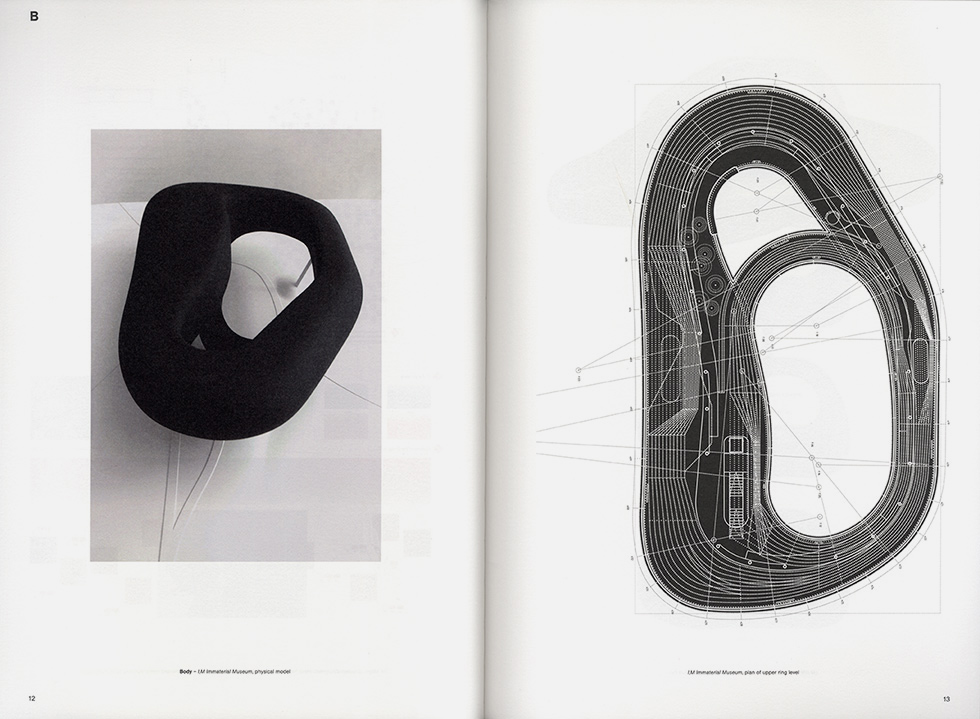 B
Body – I.M Immaterial Museum, physical model
12
I.M Immaterial Museum, plan of upper ring level
13